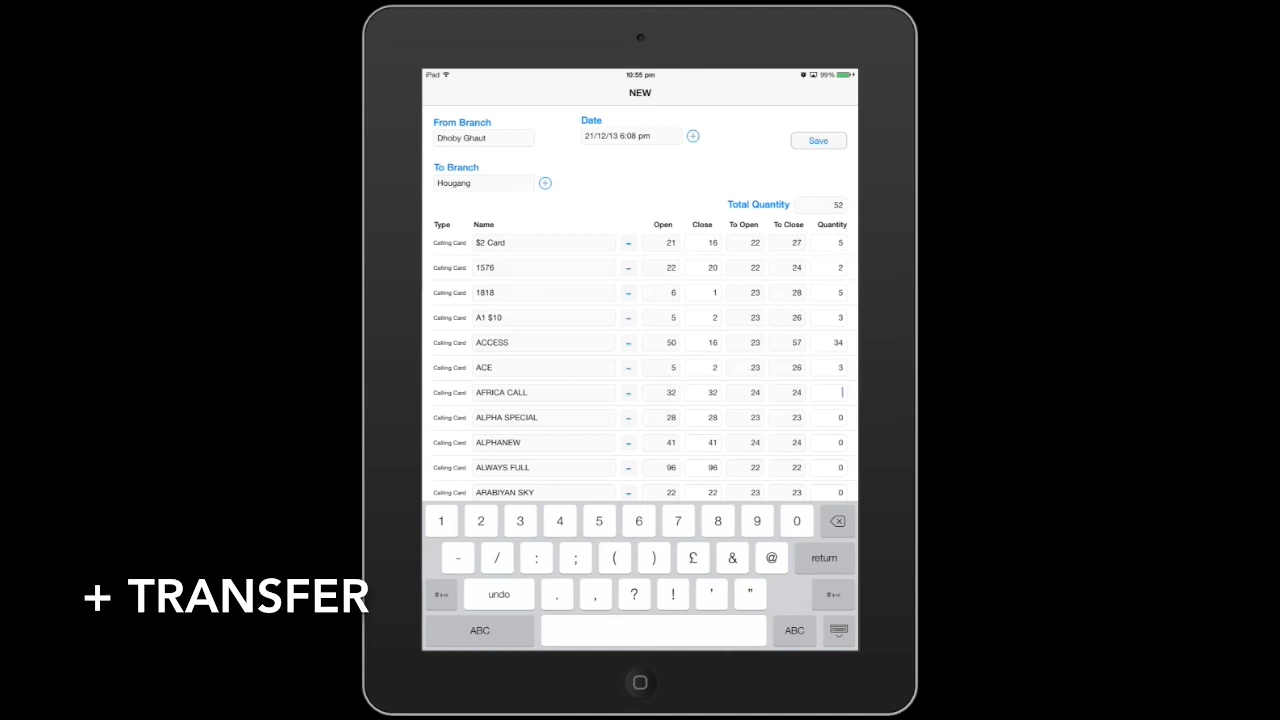 iPad 10:55 pm 99%
NEW
From Branch Date
Dhoby Ghaut 21/12/13 6:08 pm Save
To Branch
Hougang
Total Quantity 52
Type Name Open Close To Open To Close Quantity
Calling Card $2 Card - 21 16 22 27 5
Calling Card 1576 - 22 20 22 24 2
Calling Card 1818 - 6 1 23 28 5
Calling Card A1 $10 - 5 2 23 26 3
Calling Card ACCESS - 50 16 23 57 34
Calling Card ACE - 5 2 23 26 3
Calling Card AFRICA CALL - 32 32 24 24
Calling Card ALPHA SPECIAL - 28 28 23 23 0
Calling Card ALPHANEW - 41 41 24 24 0
Calling Card ALWAYS FULL - 96 96 22 22 0
Calling Card ARABIYAN SKY - 22 22 23 23 0
1 2 3 4 5 6 7 8 9 0
- / : ; ( ) £ & @ return
#+= undo . , ? ! ' " #+=
ABC ABC
+ TRANSFER